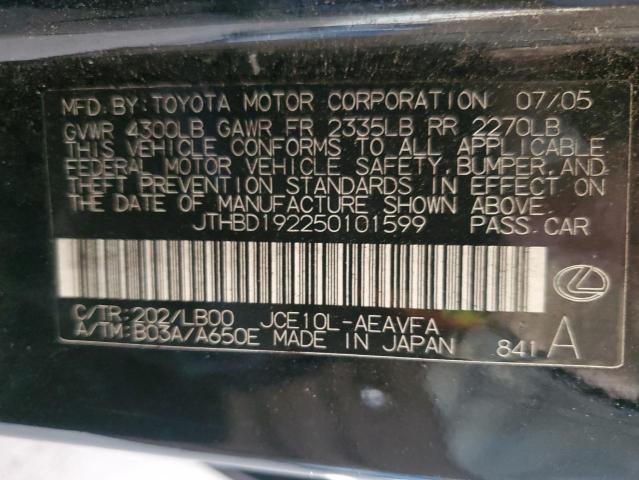 MFD.BY:TOYOTA MOTOR CORPORATION 07/05
GVWR 4300LB GAWR FR 2335LB RR 2270LB
THIS VEHICLE CONFORMS TO ALL APPLICABLE
FEDERAL MOTOR VEHICLE SAFETY,BUMPER,AND
THEFT PREVENTION STANDARDS IN EFFECT ON
THE DATE OF MANUFACTURE SHOWN ABOVE.
JTHBD192250101599 PASS.CAR
C/TR:202/LB00 JCE10L-AEAVFA
A/TM:B03A/A650E MADE IN JAPAN 841 A